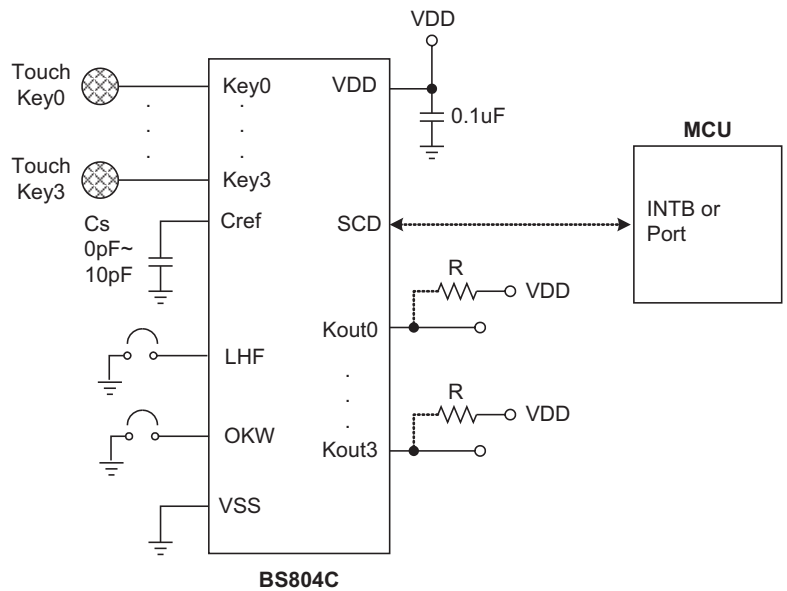 VDD
Touch
Key0
Key0
VDD
0.1uF
MCU
Touch
Key3
Key3
Cs
0pF~
10pF
Cref
SCD
INTB or
Port
R
VDD
Kout0
LHF
R
VDD
OKW
Kout3
VSS
BS804C